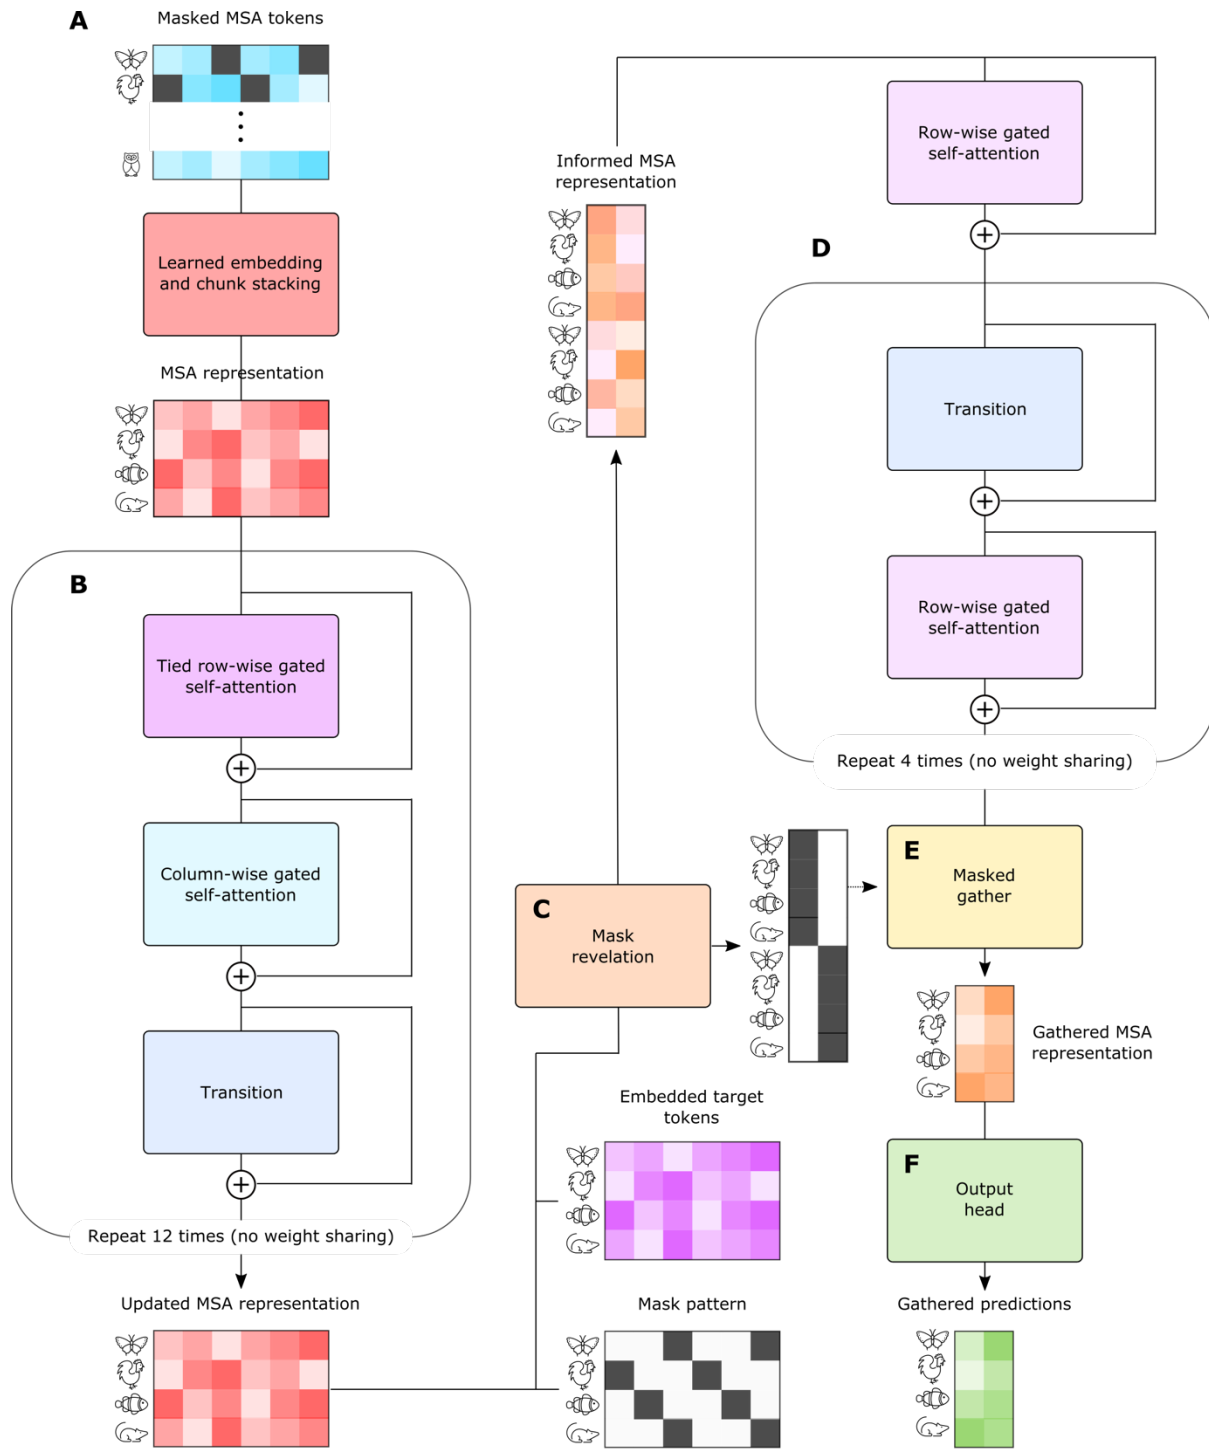 A
Masked MSA tokens
Learned embedding
and chunk stacking
MSA representation
B
Tied row-wise gated
self-attention
Column-wise gated
self-attention
Transition
Repeat 12 times (no weight sharing)
Updated MSA representation
Informed MSA
representation
C
Mask
revelation
Embedded target
tokens
Mask pattern
Row-wise gated
self-attention
D
Transition
Row-wise gated
self-attention
Repeat 4 times (no weight sharing)
E
Masked
gather
Gathered MSA
representation
F
Output
head
Gathered predictions